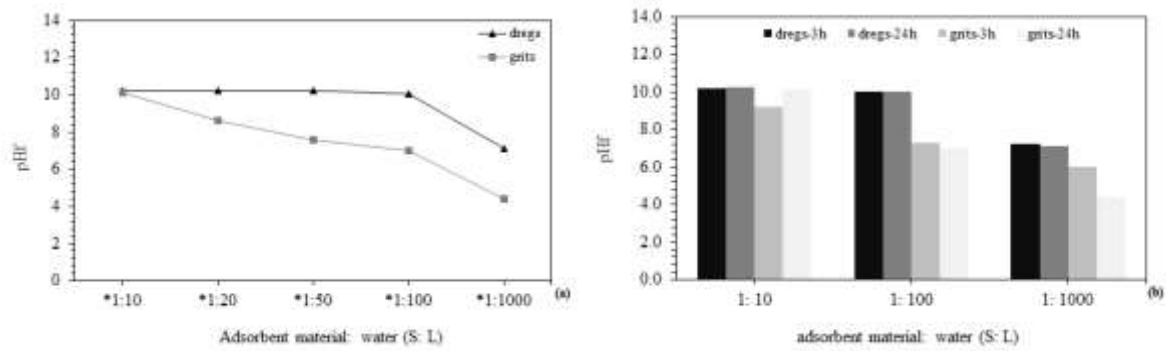 14
12
10
8
6
4
2
0
pHf
dregs
grits
*1:10 *1:20 *1:50 *1:100 *1:1000
(a)
Adsorbent material: water (S: L)
14.0
12.0
10.0
8.0
6.0
4.0
2.0
0.0
pHf
dregs-3h dregs-24h grits-3h grits-24h
1: 10 1: 100 1: 1000
(b)
adsorbent material: water (S: L)